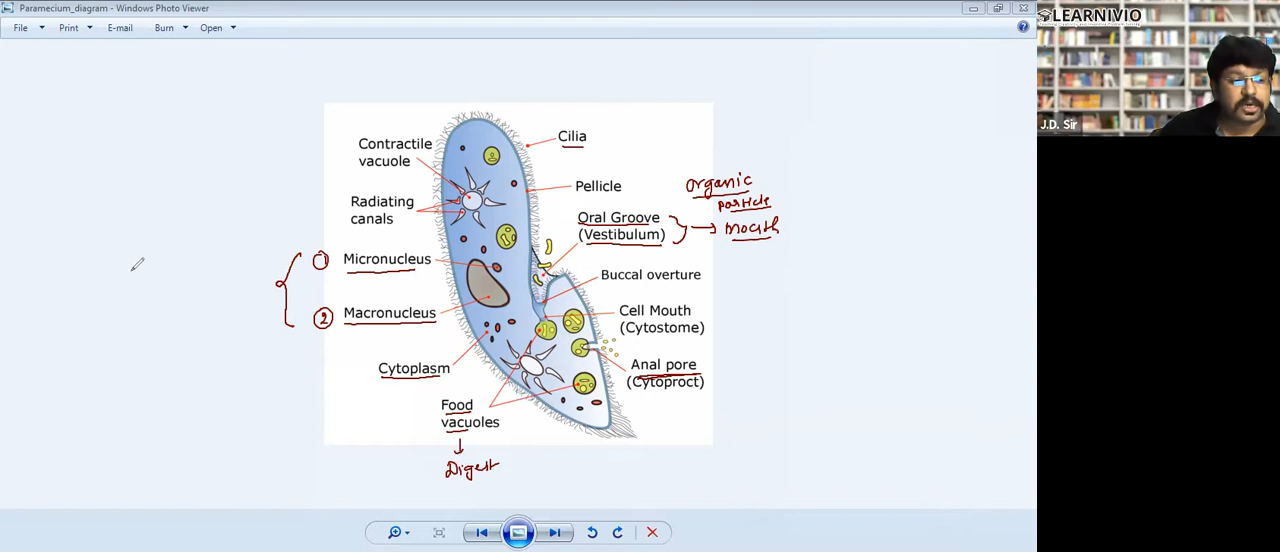 Paramecium_diagram - Windows Photo Viewer
File Print E-mail Burn Open
LEARNIVIO
J.D. Sir
Cilia
Contractile
vacuole
Pellicle
organic
particle
Radiating
canals
Oral Groove
(Vestibulum)
mouth
1 Micronucleus
Buccal overture
2 Macronucleus
Cell Mouth
(Cytostome)
Cytoplasm
Anal pore
(Cytoproct)
Food
vacuoles
Digest